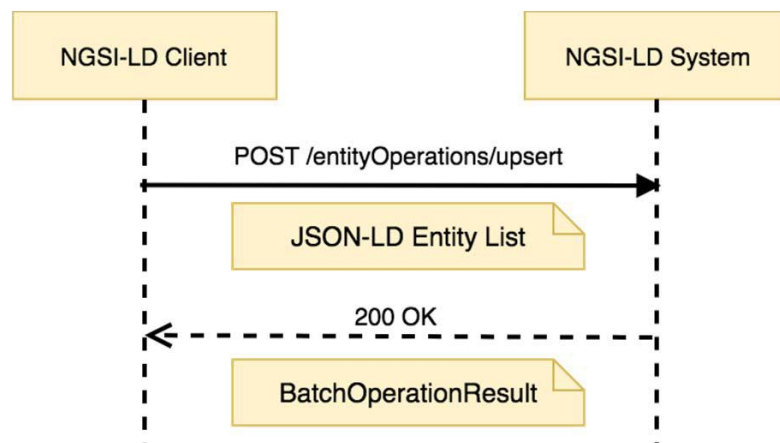 NGSI-LD Client
NGSI-LD System
POST /entityOperations/upsert
JSON-LD Entity List
200 OK
BatchOperationResult